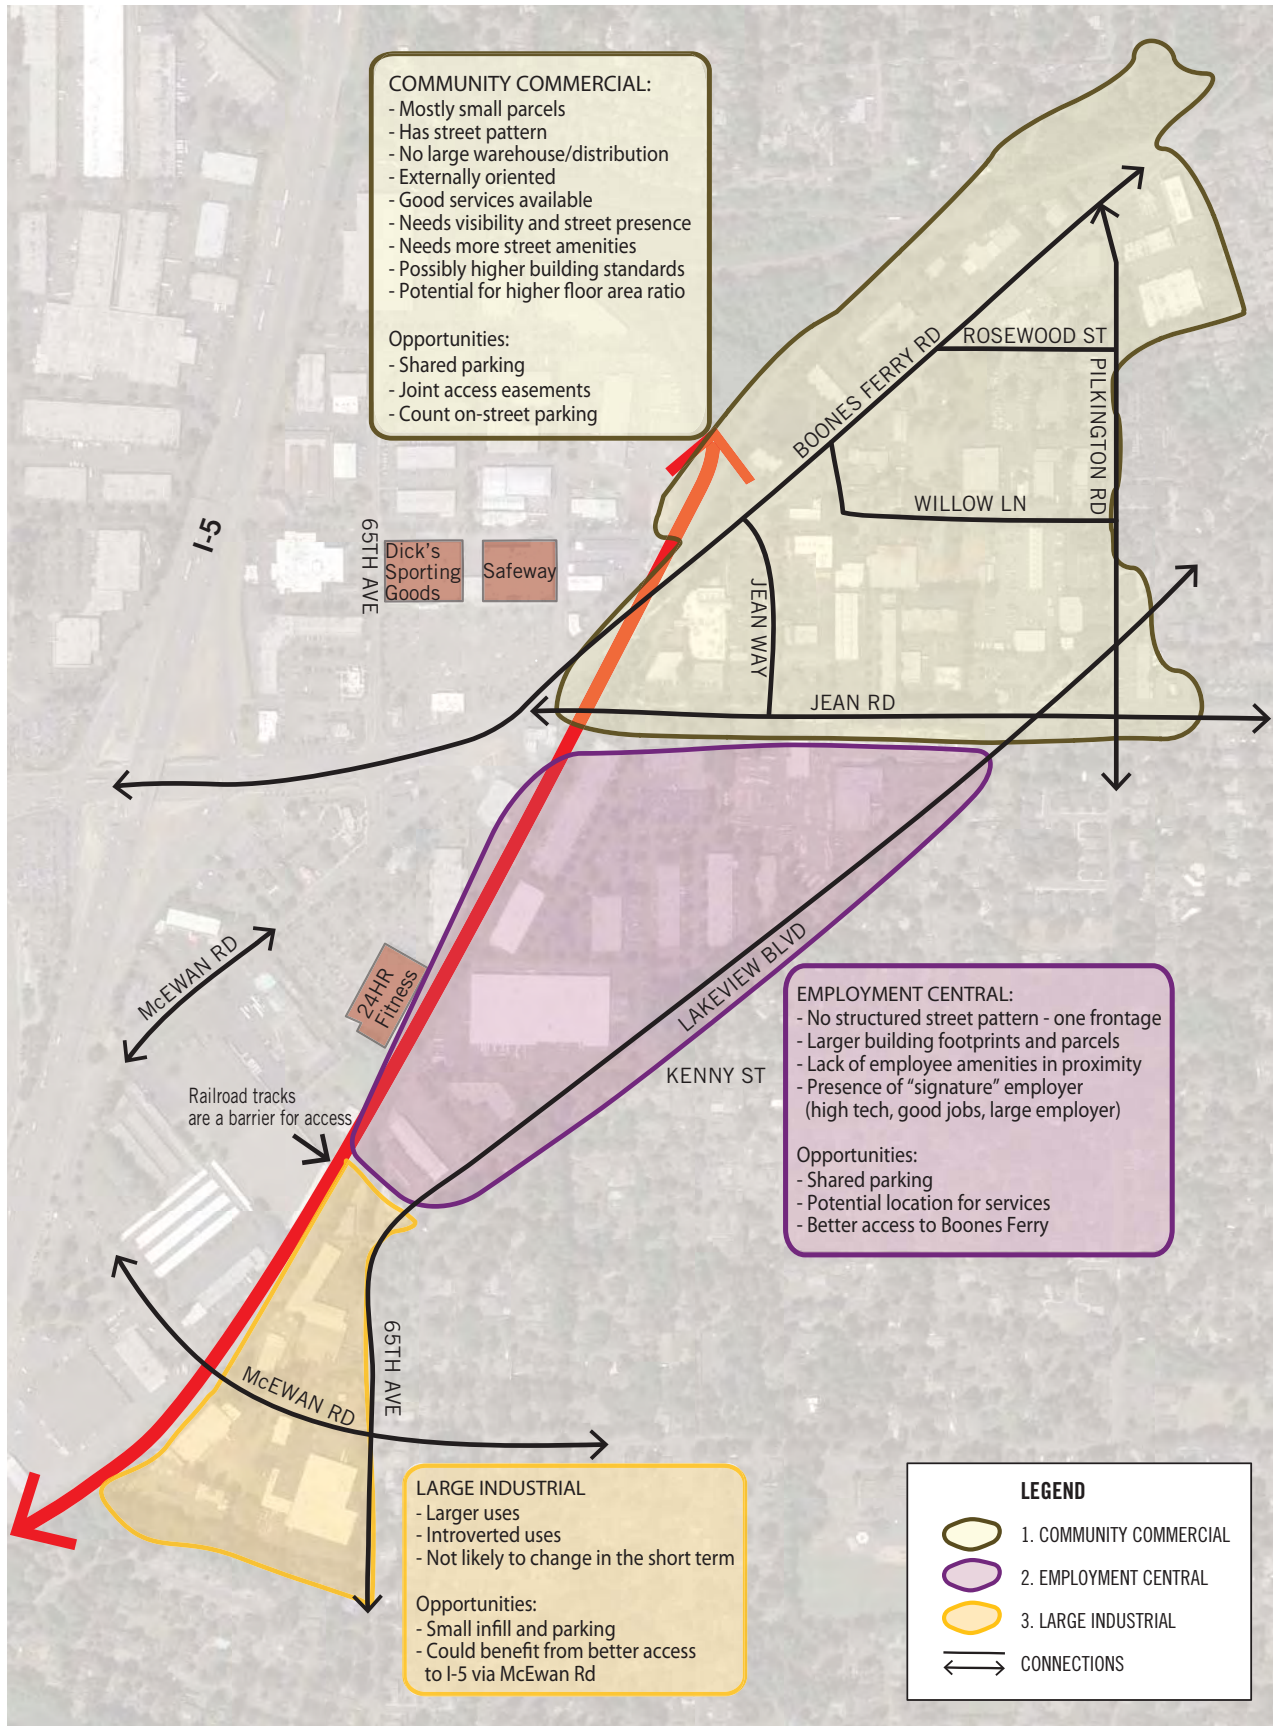 COMMUNITY COMMERCIAL:
- Mostly small parcels
- Has street pattern
- No large warehouse/distribution
- Externally oriented
- Good services available
- Needs visibility and street presence
- Needs more street amenities
- Possibly higher building standards
- Potential for higher floor area ratio
Opportunities:
- Shared parking
- Joint access easements
- Count on-street parking
BOONES FERRY RD
ROSEWOOD ST
PILKINGTON RD
WILLOW LN
I-5
65TH AVE
Dick's
Sporting
Goods
Safeway
JEAN WAY
JEAN RD
McEWAN RD
24HR
Fitness
LAKEVIEW BLVD
KENNY ST
Railroad tracks
are a barrier for access
EMPLOYMENT CENTRAL:
- No structured street pattern - one frontage
- Larger building footprints and parcels
- Lack of employee amenities in proximity
- Presence of “signature” employer
(high tech, good jobs, large employer)
Opportunities:
- Shared parking
- Potential location for services
- Better access to Boones Ferry
65TH AVE
McEWAN RD
LARGE INDUSTRIAL
- Larger uses
- Introverted uses
- Not likely to change in the short term
Opportunities:
- Small infill and parking
- Could benefit from better access
to I-5 via McEwan Rd
LEGEND
1. COMMUNITY COMMERCIAL
2. EMPLOYMENT CENTRAL
3. LARGE INDUSTRIAL
CONNECTIONS